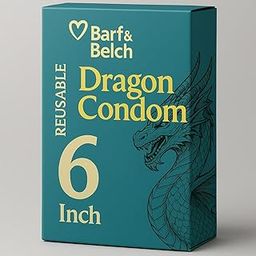 Barf&
Belch
REUSABLE
Dragon
Condom
6
Inch